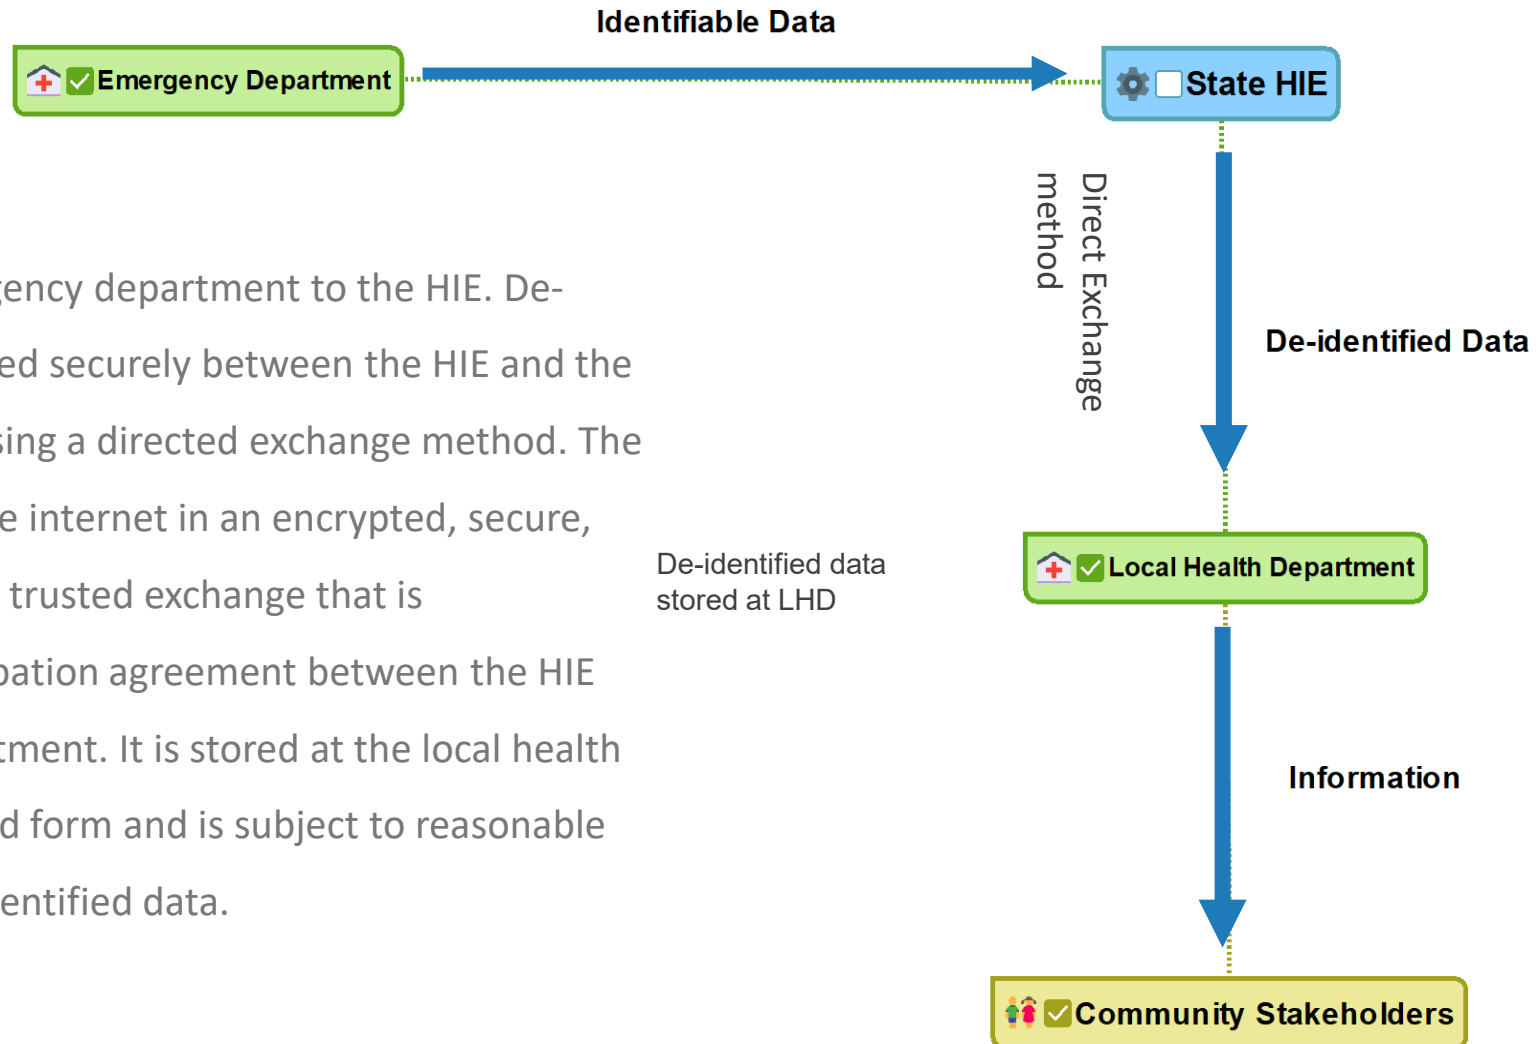 Identifiable Data
Emergency Department
State HIE
Direct Exchange
method
De-identified Data
gency department to the HIE. De-
ed securely between the HIE and the
sing a directed exchange method. The
e internet in an encrypted, secure,
trusted exchange that is
pation agreement between the HIE
tment. It is stored at the local health
d form and is subject to reasonable
entified data.
De-identified data
stored at LHD
Local Health Department
Information
Community Stakeholders